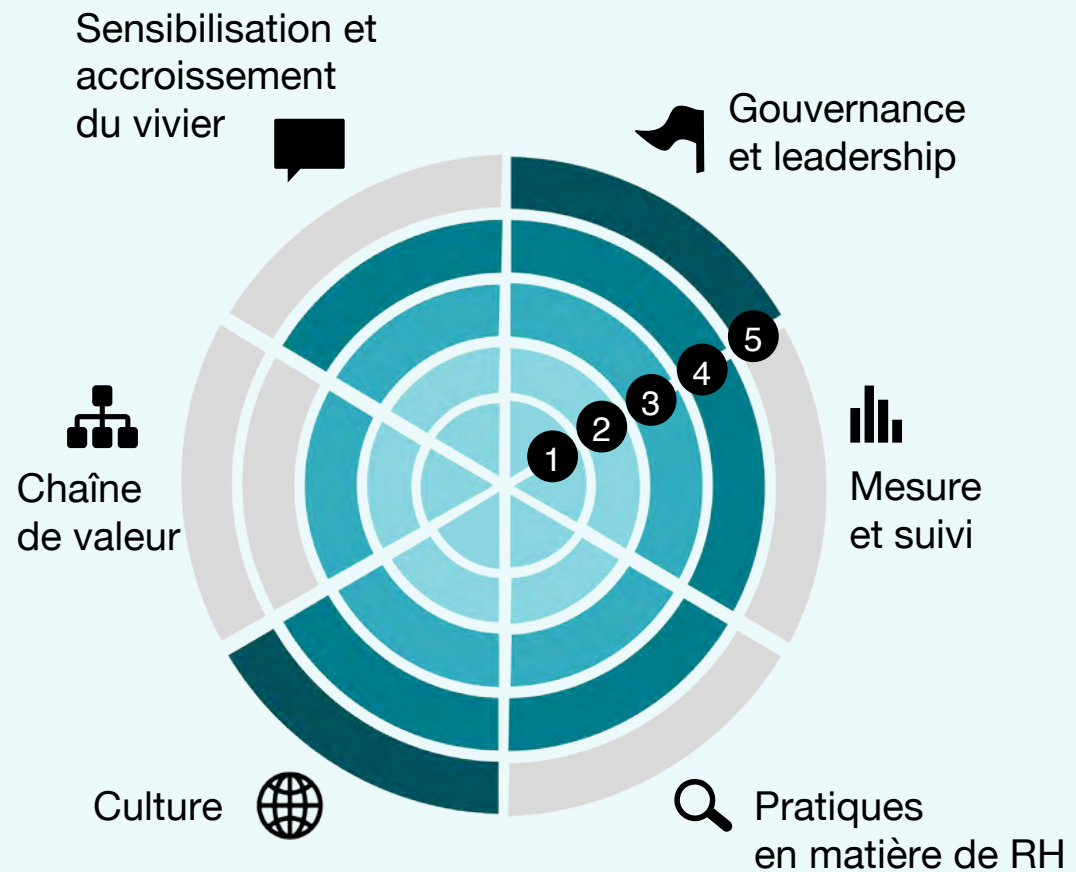 Sensibilisation et
accroissement
du vivier
Gouvernance
et leadership
5
4
3
2
1
Chaîne
de valeur
Mesure
et suivi
Culture
Pratiques
en matière de RH